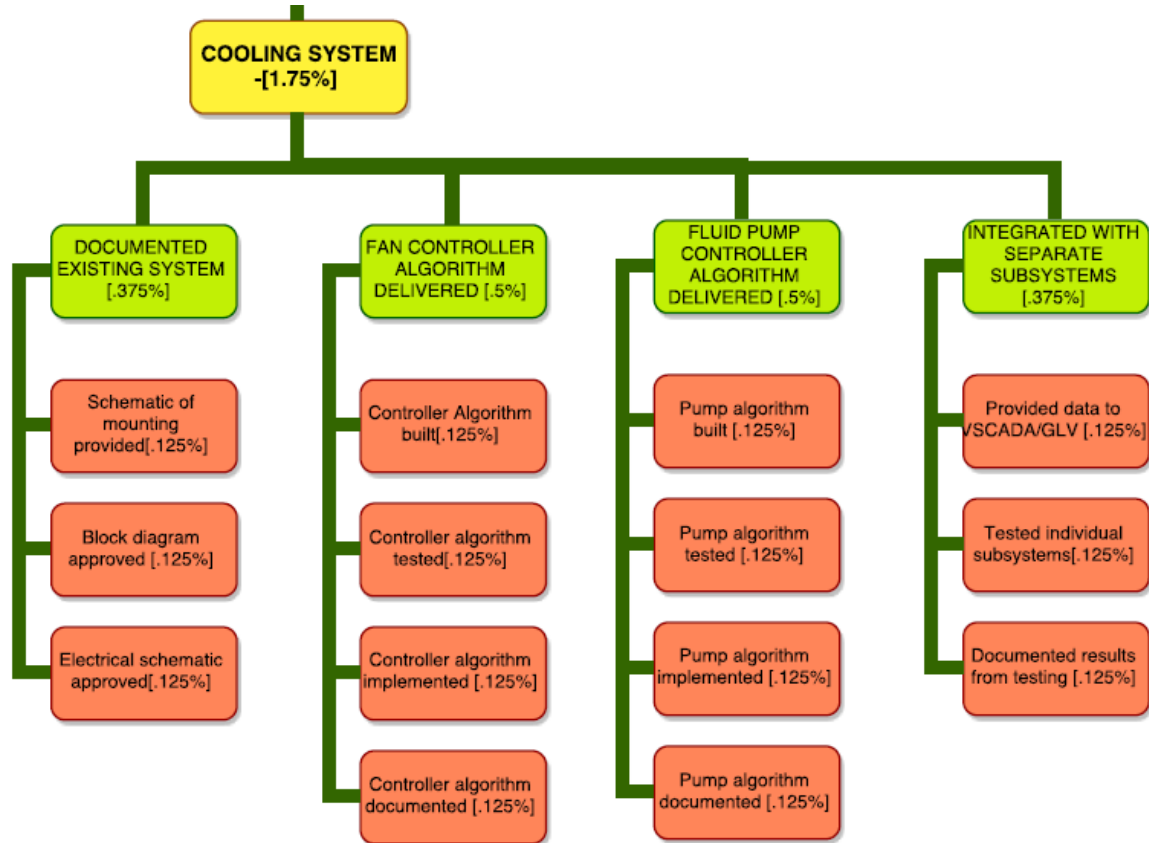 COOLING SYSTEM
-[1.75%]
DOCUMENTED
EXISTING SYSTEM
[.375%]
Schematic of
mounting
provided[.125%]
Block diagram
approved [.125%]
Electrical schematic
approved[.125%]
FAN CONTROLLER
ALGORITHM
DELIVERED [.5%]
Controller Algorithm
built[.125%]
Controller algorithm
tested[.125%]
Controller algorithm
implemented [.125%]
Controller algorithm
documented [.125%]
FLUID PUMP
CONTROLLER
ALGORITHM
DELIVERED [.5%]
Pump algorithm
built [.125%]
Pump algorithm
tested [.125%]
Pump algorithm
implemented [.125%]
Pump algorithm
documented [.125%]
INTEGRATED WITH
SEPARATE
SUBSYSTEMS
[.375%]
Provided data to
VSCADA/GLV [.125%]
Tested individual
subsystems[.125%]
Documented results
from testing [.125%]